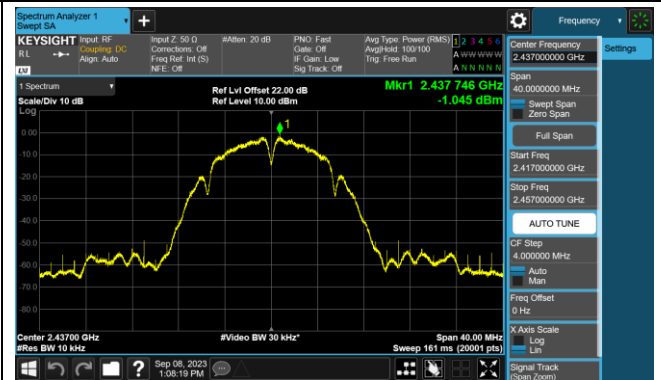 Spectrum Analyzer 1
Swept SA
Frequency
KEYSIGHT
RL
LXI
Input: RF
Coupling: DC
Align: Auto
Input Z: 50 Ω
Corrections: Off
Freq Ref: Int (S)
NFE: Off
#Atten: 20 dB
PNO: Fast
Gate: Off
IF Gain: Low
Sig Track: Off
Avg Type: Power (RMS)
Avg|Hold: 100/100
Trig: Free Run
1 2 3 4 5 6
A W W W W W
A N N N N N
1 Spectrum
Scale/Div 10 dB
Log
Ref Lvl Offset 22.00 dB
Ref Level 10.00 dBm
Mkr1 2.437 746 GHz
-1.045 dBm
1
0.00
-10.0
-20.0
-30.0
-40.0
-50.0
-60.0
-70.0
-80.0
Center 2.43700 GHz
#Res BW 10 kHz
#Video BW 30 kHz*
Span 40.00 MHz
Sweep 161 ms (20001 pts)
Center Frequency
2.437000000 GHz
Settings
Span
40.0000000 MHz
Swept Span
Zero Span
Full Span
Start Freq
2.417000000 GHz
Stop Freq
2.457000000 GHz
AUTO TUNE
CF Step
4.000000 MHz
Auto
Man
Freq Offset
0 Hz
X Axis Scale
Log
Lin
Signal Track
(Span Zoom)
Sep 08, 2023
1:08:19 PM